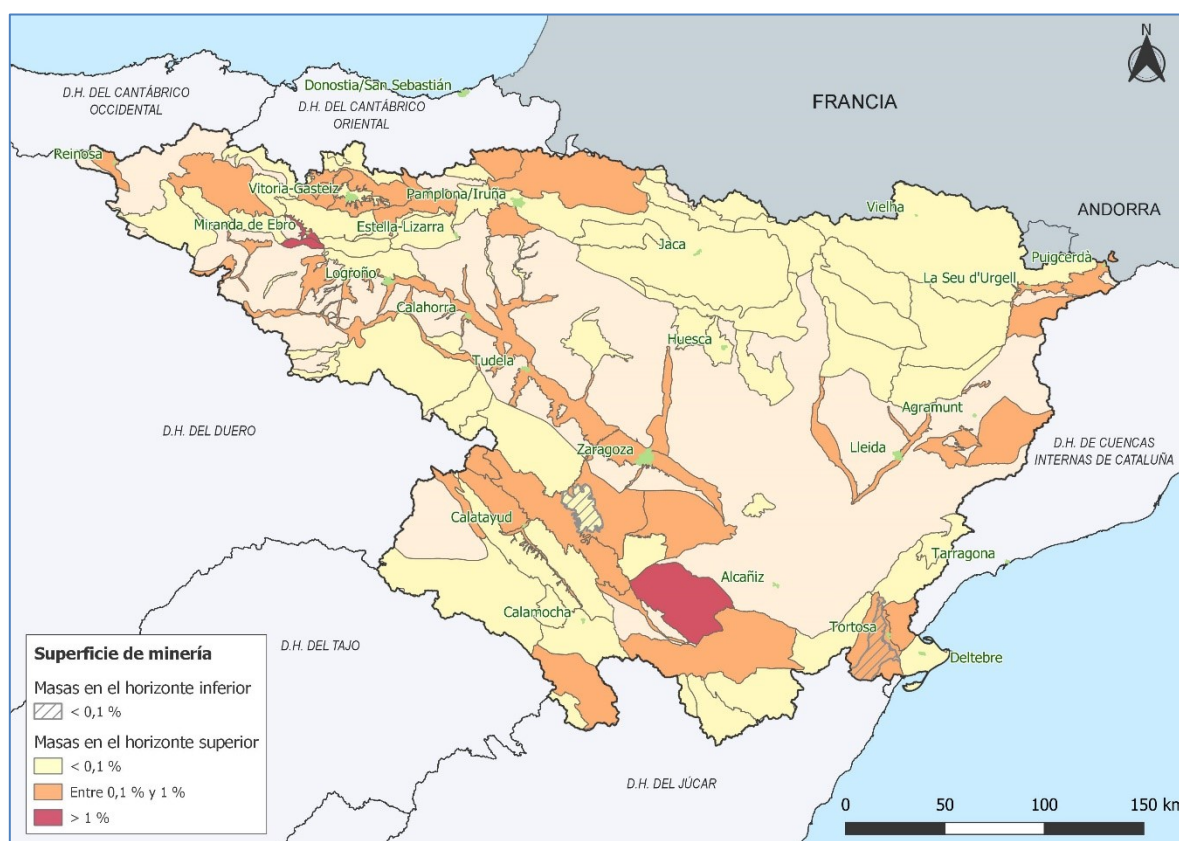 N
Donostia/San Sebastián
D.H. DEL CANTÁBRICO
OCCIDENTAL
D.H. DEL CANTÁBRICO
ORIENTAL
FRANCIA
Reinosa
Vitoria-Gasteiz
Pamplona/Iruña
Vielha
ANDORRA
Miranda de Ebro
Estella-Lizarra
Jaca
Puigcerdà
La Seu d'Urgell
Logroño
Calahorra
Huesca
Tudela
Agramunt
D.H. DEL DUERO
Zaragoza
Lleida
D.H. DE CUENCAS
INTERNAS DE CATALUÑA
Calatayud
Tarragona
Alcañiz
Calamocha
Tortosa
Deltebre
D.H. DEL TAJO
D.H. DEL JÚCAR
Superficie de minería
Masas en el horizonte inferior
< 0,1 %
Masas en el horizonte superior
< 0,1 %
Entre 0,1 % y 1 %
> 1 %
0 50 100 150 km